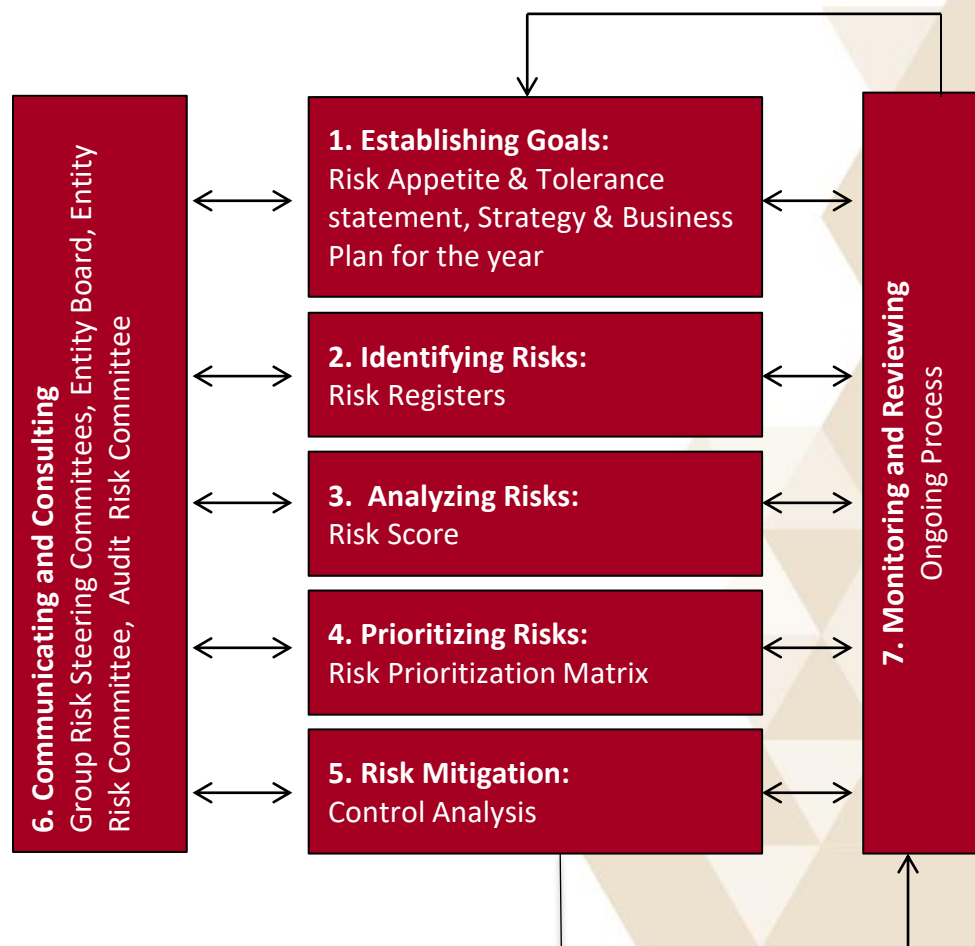 6. Communicating and Consulting
Group Risk Steering Committees, Entity Board, Entity
Risk Committee, Audit Risk Committee
1. Establishing Goals:
Risk Appetite & Tolerance
statement, Strategy & Business
Plan for the year
2. Identifying Risks:
Risk Registers
3. Analyzing Risks:
Risk Score
4. Prioritizing Risks:
Risk Prioritization Matrix
5. Risk Mitigation:
Control Analysis
7. Monitoring and Reviewing
Ongoing Process